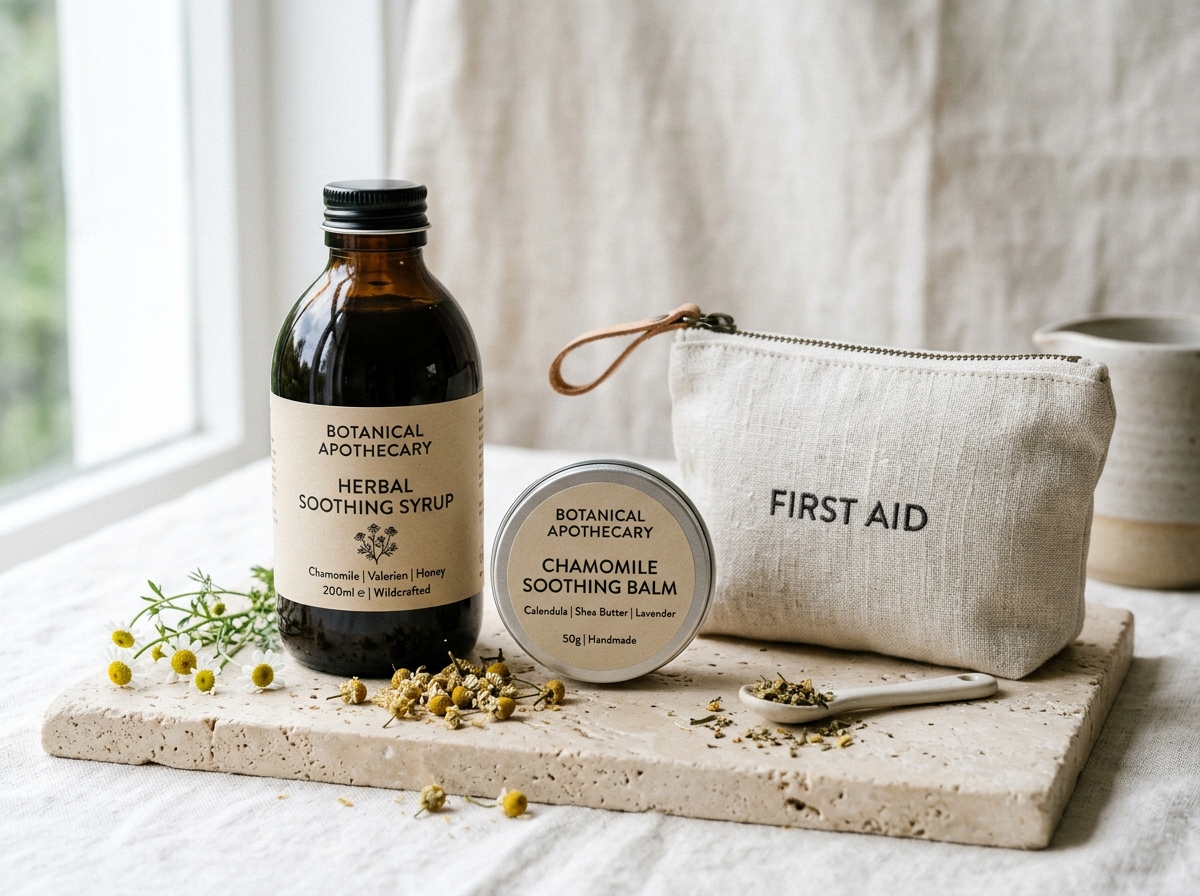 BOTANICAL
APOTHECARY
HERBAL
SOOTHING SYRUP
Chamomile | Valerien | Honey
200ml e | Wildcrafted
BOTANICAL
APOTHECARY
CHAMOMILE
SOOTHING BALM
Calendula | Shea Butter | Lavender
50g | Handmade
FIRST AID